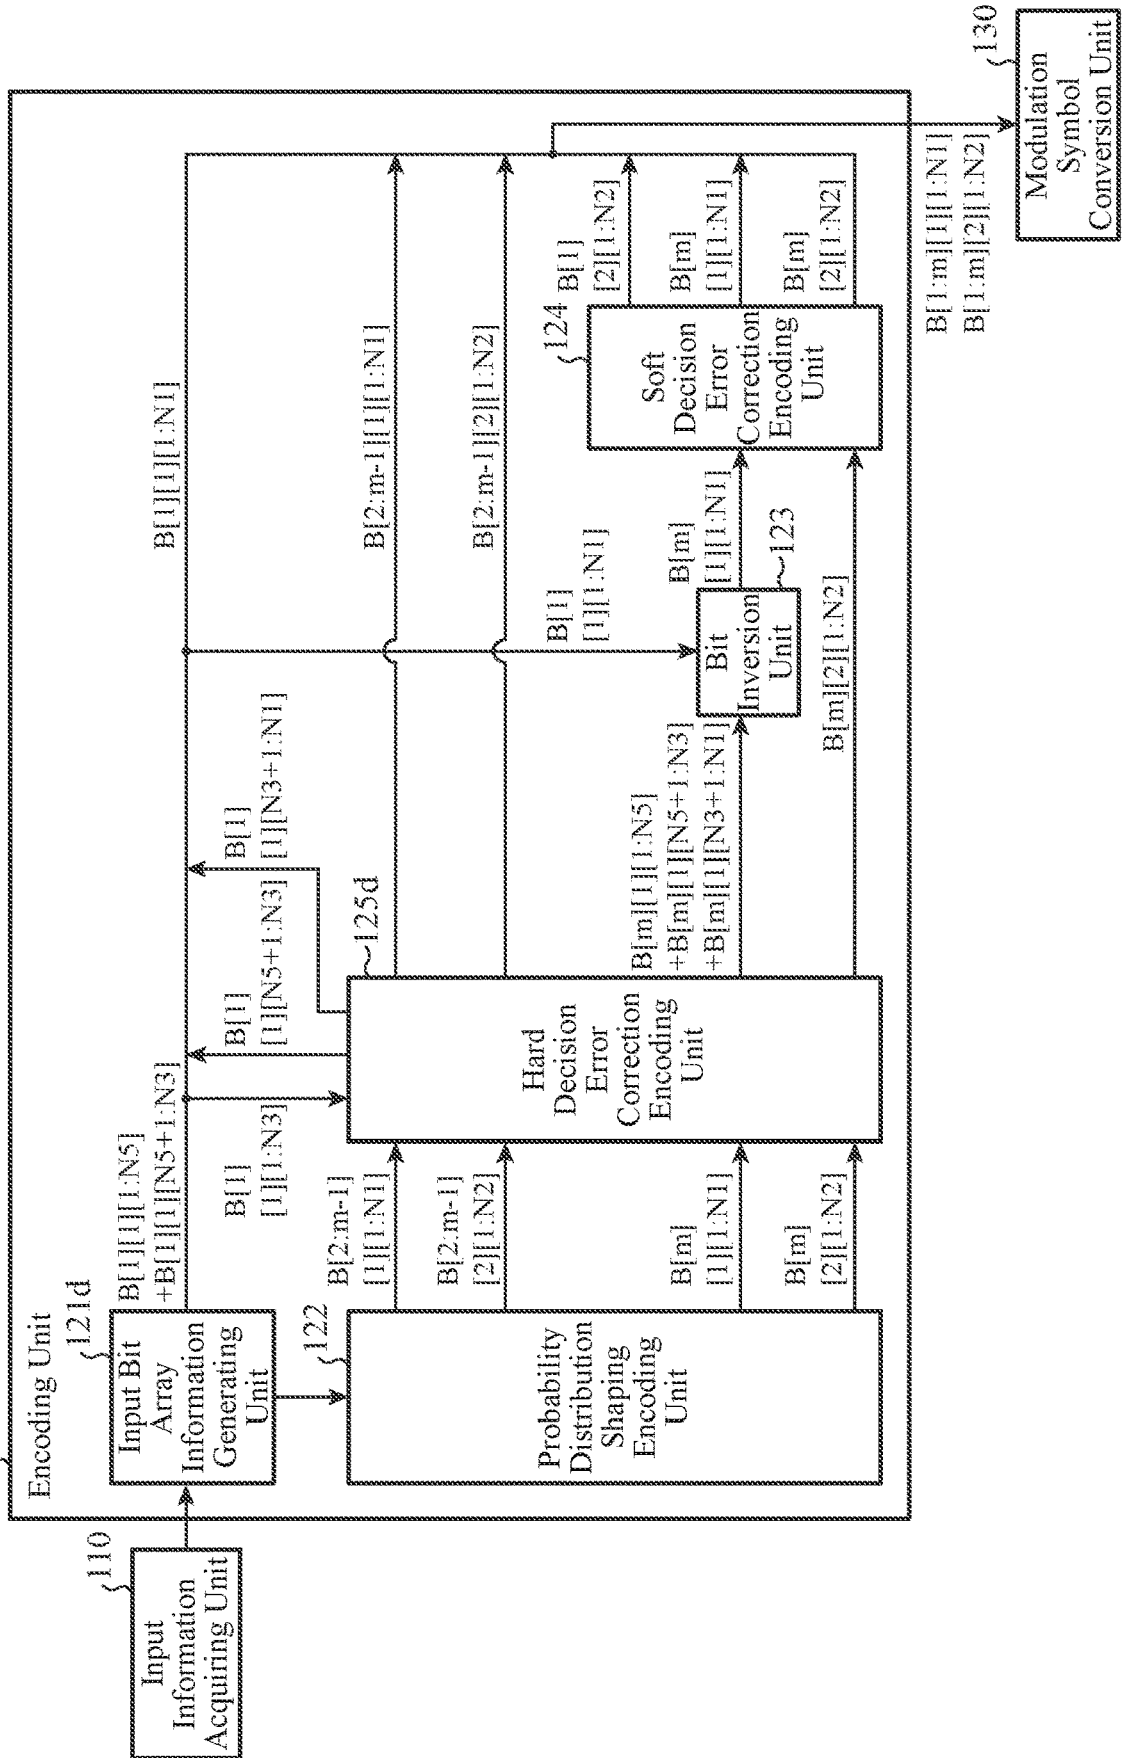 Encoding Unit
110
Input
Information
Acquiring Unit
121d
Input Bit
Array
Information
Generating
Unit
122
Probability
Distribution
Shaping
Encoding
Unit
B[1][1][1:N5]
+B[1][1][N5+1:N3]
B[1]
[1][1:N3]
B[2:m-1]
[1][1:N1]
B[2:m-1]
[2][1:N2]
B[m]
[1][1:N1]
B[m]
[2][1:N2]
B[1]
[1][N5+1:N3]
B[1]
[1][N3+1:N1]
125d
Hard
Decision
Error
Correction
Encoding
Unit
B[m][1][1:N5]
+B[m][1][N5+1:N3]
+B[m][1][N3+1:N1]
B[m][2][1:N2]
B[1]
[1][1:N1]
Bit
Inversion
Unit
123
B[m]
[1][1:N1]
B[1][1][1:N1]
B[2:m-1][1][1:N1]
B[2:m-1][2][1:N2]
124
Soft
Decision
Error
Correction
Encoding
Unit
B[1]
[2][1:N2]
B[m]
[1][1:N1]
B[m]
[2][1:N2]
B[1:m][1][1:N1]
B[1:m][2][1:N2]
130
Modulation
Symbol
Conversion Unit